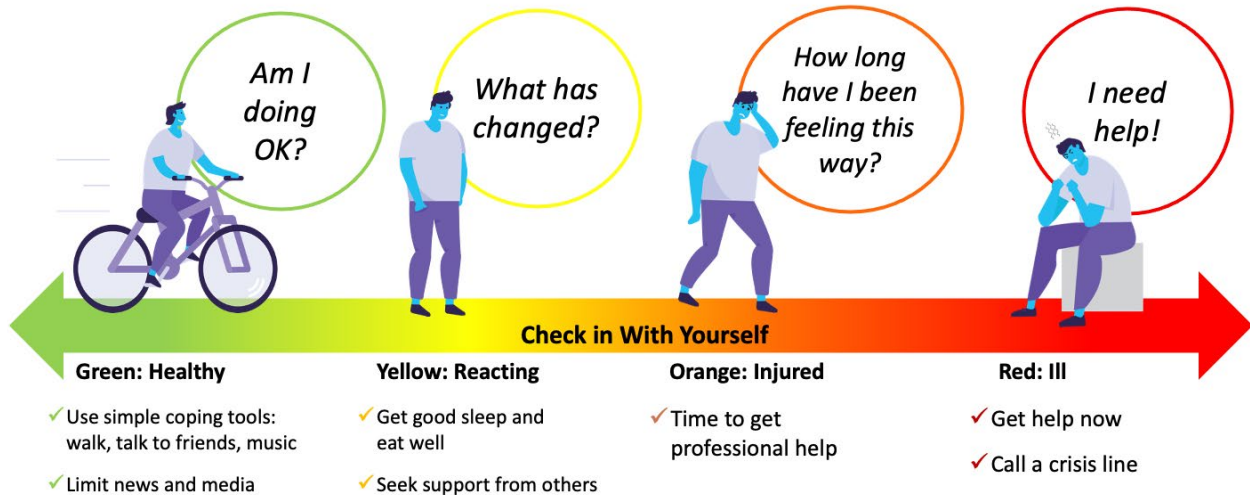 Am I
doing
OK?
What has
changed?
How long
have I been
feeling this
way?
I need
help!
Check in With Yourself
Green: Healthy
✓ Use simple coping tools:
walk, talk to friends, music
✓ Limit news and media
Yellow: Reacting
✓ Get good sleep and
eat well
✓ Seek support from others
Orange: Injured
✓ Time to get
professional help
Red: Ill
✓ Get help now
✓ Call a crisis line